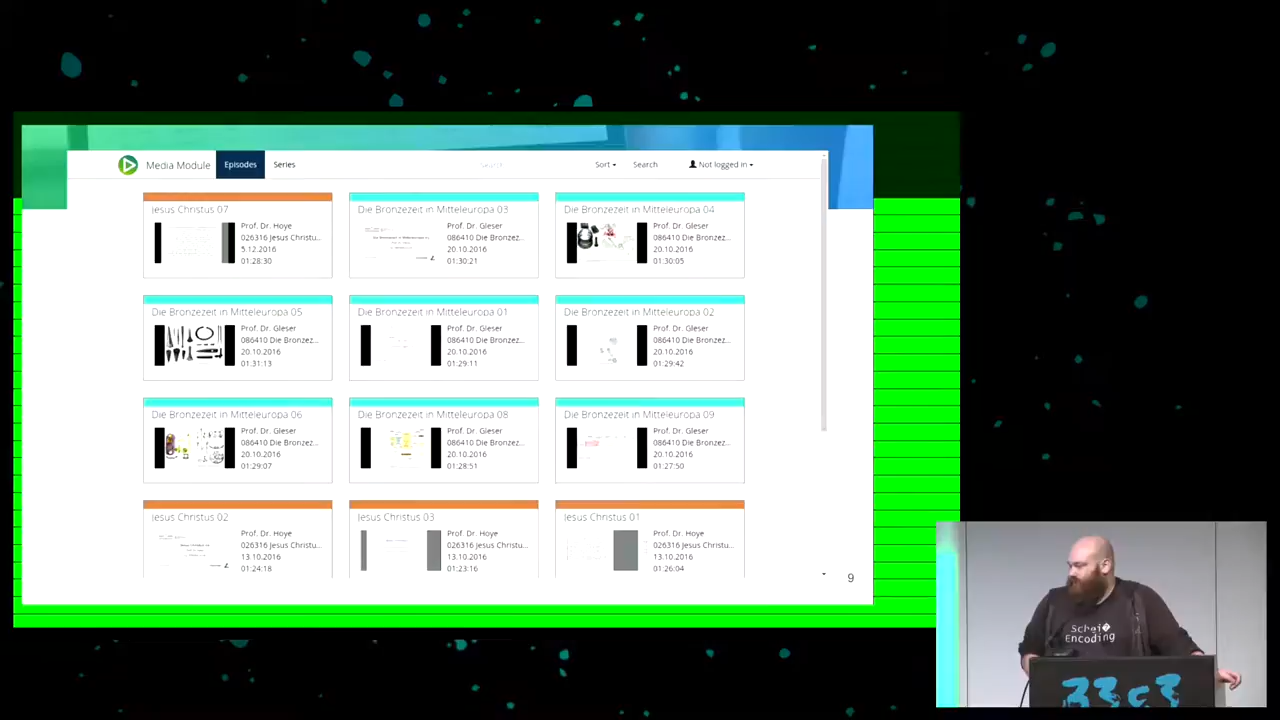 Media Module
Episodes
Series
Search
Sort
Search
Not logged in
Jesus Christus 07
Prof. Dr. Hoye
026316 Jesus Christu...
5.12.2016
01:28:30
Die Bronzezeit in Mitteleuropa 03
Prof. Dr. Gleser
086410 Die Bronzez...
20.10.2016
01:30:21
Die Bronzezeit in Mitteleuropa 04
Prof. Dr. Gleser
086410 Die Bronzez...
20.10.2016
01:30:05
Die Bronzezeit in Mitteleuropa 05
Prof. Dr. Gleser
086410 Die Bronzez...
20.10.2016
01:31:13
Die Bronzezeit in Mitteleuropa 01
Prof. Dr. Gleser
086410 Die Bronzez...
20.10.2016
01:29:11
Die Bronzezeit in Mitteleuropa 02
Prof. Dr. Gleser
086410 Die Bronzez...
20.10.2016
01:29:42
Die Bronzezeit in Mitteleuropa 06
Prof. Dr. Gleser
086410 Die Bronzez...
20.10.2016
01:29:07
Die Bronzezeit in Mitteleuropa 08
Prof. Dr. Gleser
086410 Die Bronzez...
20.10.2016
01:28:51
Die Bronzezeit in Mitteleuropa 09
Prof. Dr. Gleser
086410 Die Bronzez...
20.10.2016
01:27:50
Jesus Christus 02
Prof. Dr. Hoye
026316 Jesus Christu...
13.10.2016
01:24:18
Jesus Christus 03
Prof. Dr. Hoye
026316 Jesus Christu...
13.10.2016
01:23:16
Jesus Christus 01
Prof. Dr. Hoye
026316 Jesus Christu...
13.10.2016
01:26:04
9
Schei�
Encoding
33c3